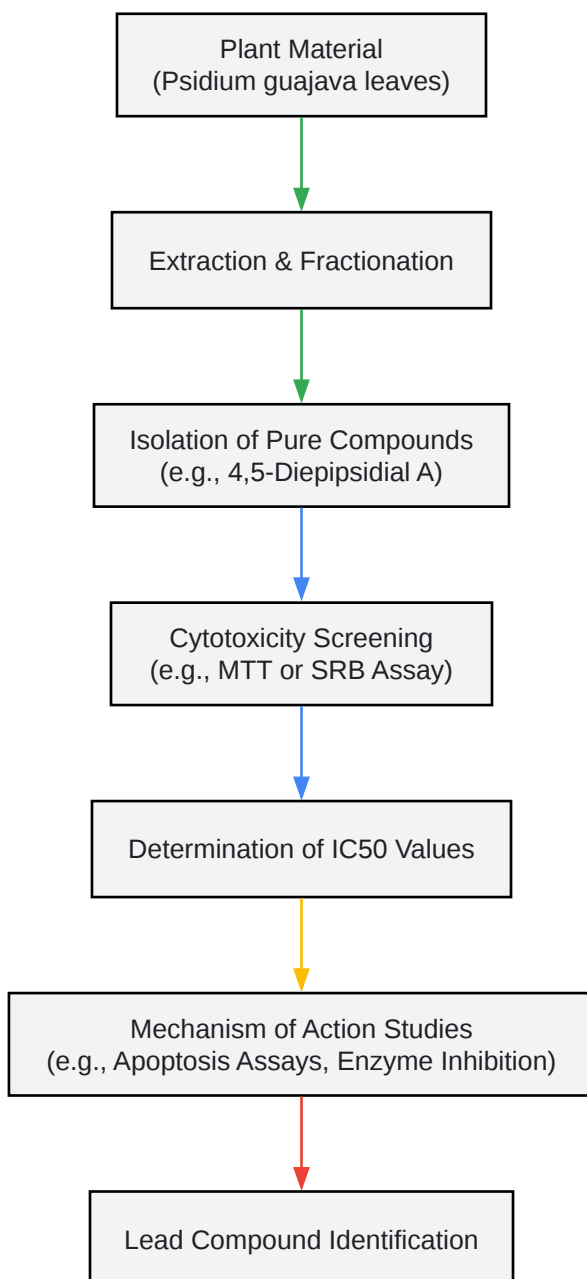 Plant Material
(Psidium guajava leaves)
Extraction & Fractionation
Isolation of Pure Compounds
(e.g., 4,5-Diepipsidial A)
Cytotoxicity Screening
(e.g., MTT or SRB Assay)
Determination of IC50 Values
Mechanism of Action Studies
(e.g., Apoptosis Assays, Enzyme Inhibition)
Lead Compound Identification